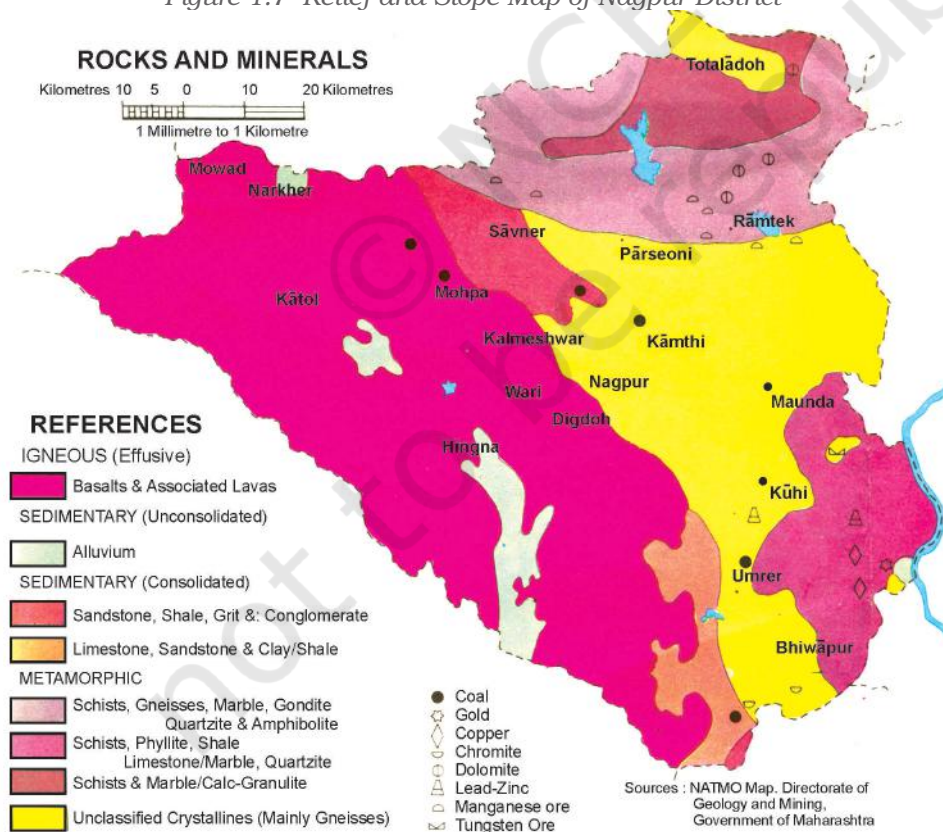 Figure 1.7 Relief and Slope Map of Nagpur District
ROCKS AND MINERALS
Kilometres 10 5 0 10 20 Kilometres
1 Millimetre to 1 Kilometre
Totalādoh
Mowad
Narkher
Rāmtek
Sāvner
Pārseoni
Kātol
Mohpa
Kalmeshwar
Kāmthi
Nagpur
Wari
Maunda
Digdoh
Hingna
Kūhi
Umrer
Bhiwāpur
REFERENCES
IGNEOUS (Effusive)
Basalts & Associated Lavas
SEDIMENTARY (Unconsolidated)
Alluvium
SEDIMENTARY (Consolidated)
Sandstone, Shale, Grit &: Conglomerate
Limestone, Sandstone & Clay/Shale
METAMORPHIC
Schists, Gneisses, Marble, Gondite
Quartzite & Amphibolite
Schists, Phyllite, Shale
Limestone/Marble, Quartzite
Schists & Marble/Calc-Granulite
Unclassified Crystallines (Mainly Gneisses)
Coal
Gold
Copper
Chromite
Dolomite
Lead-Zinc
Manganese ore
Tungsten Ore
Sources : NATMO Map. Directorate of
Geology and Mining,
Government of Maharashtra
© NCE
not to be repub